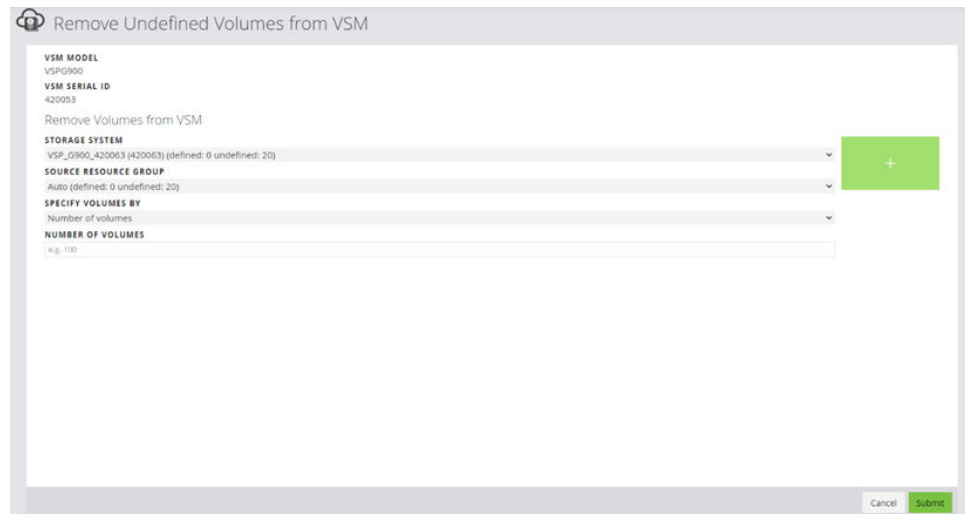 Remove Undefined Volumes from VSM
VSM MODEL
VSPG900
VSM SERIAL ID
420053
Remove Volumes from VSM
STORAGE SYSTEM
VSP_G900_420063 (420063) (defined: 0 undefined: 20)
SOURCE RESOURCE GROUP
Auto (defined: 0 undefined: 20)
SPECIFY VOLUMES BY
Number of volumes
NUMBER OF VOLUMES
e.g. 100
Cancel Submit